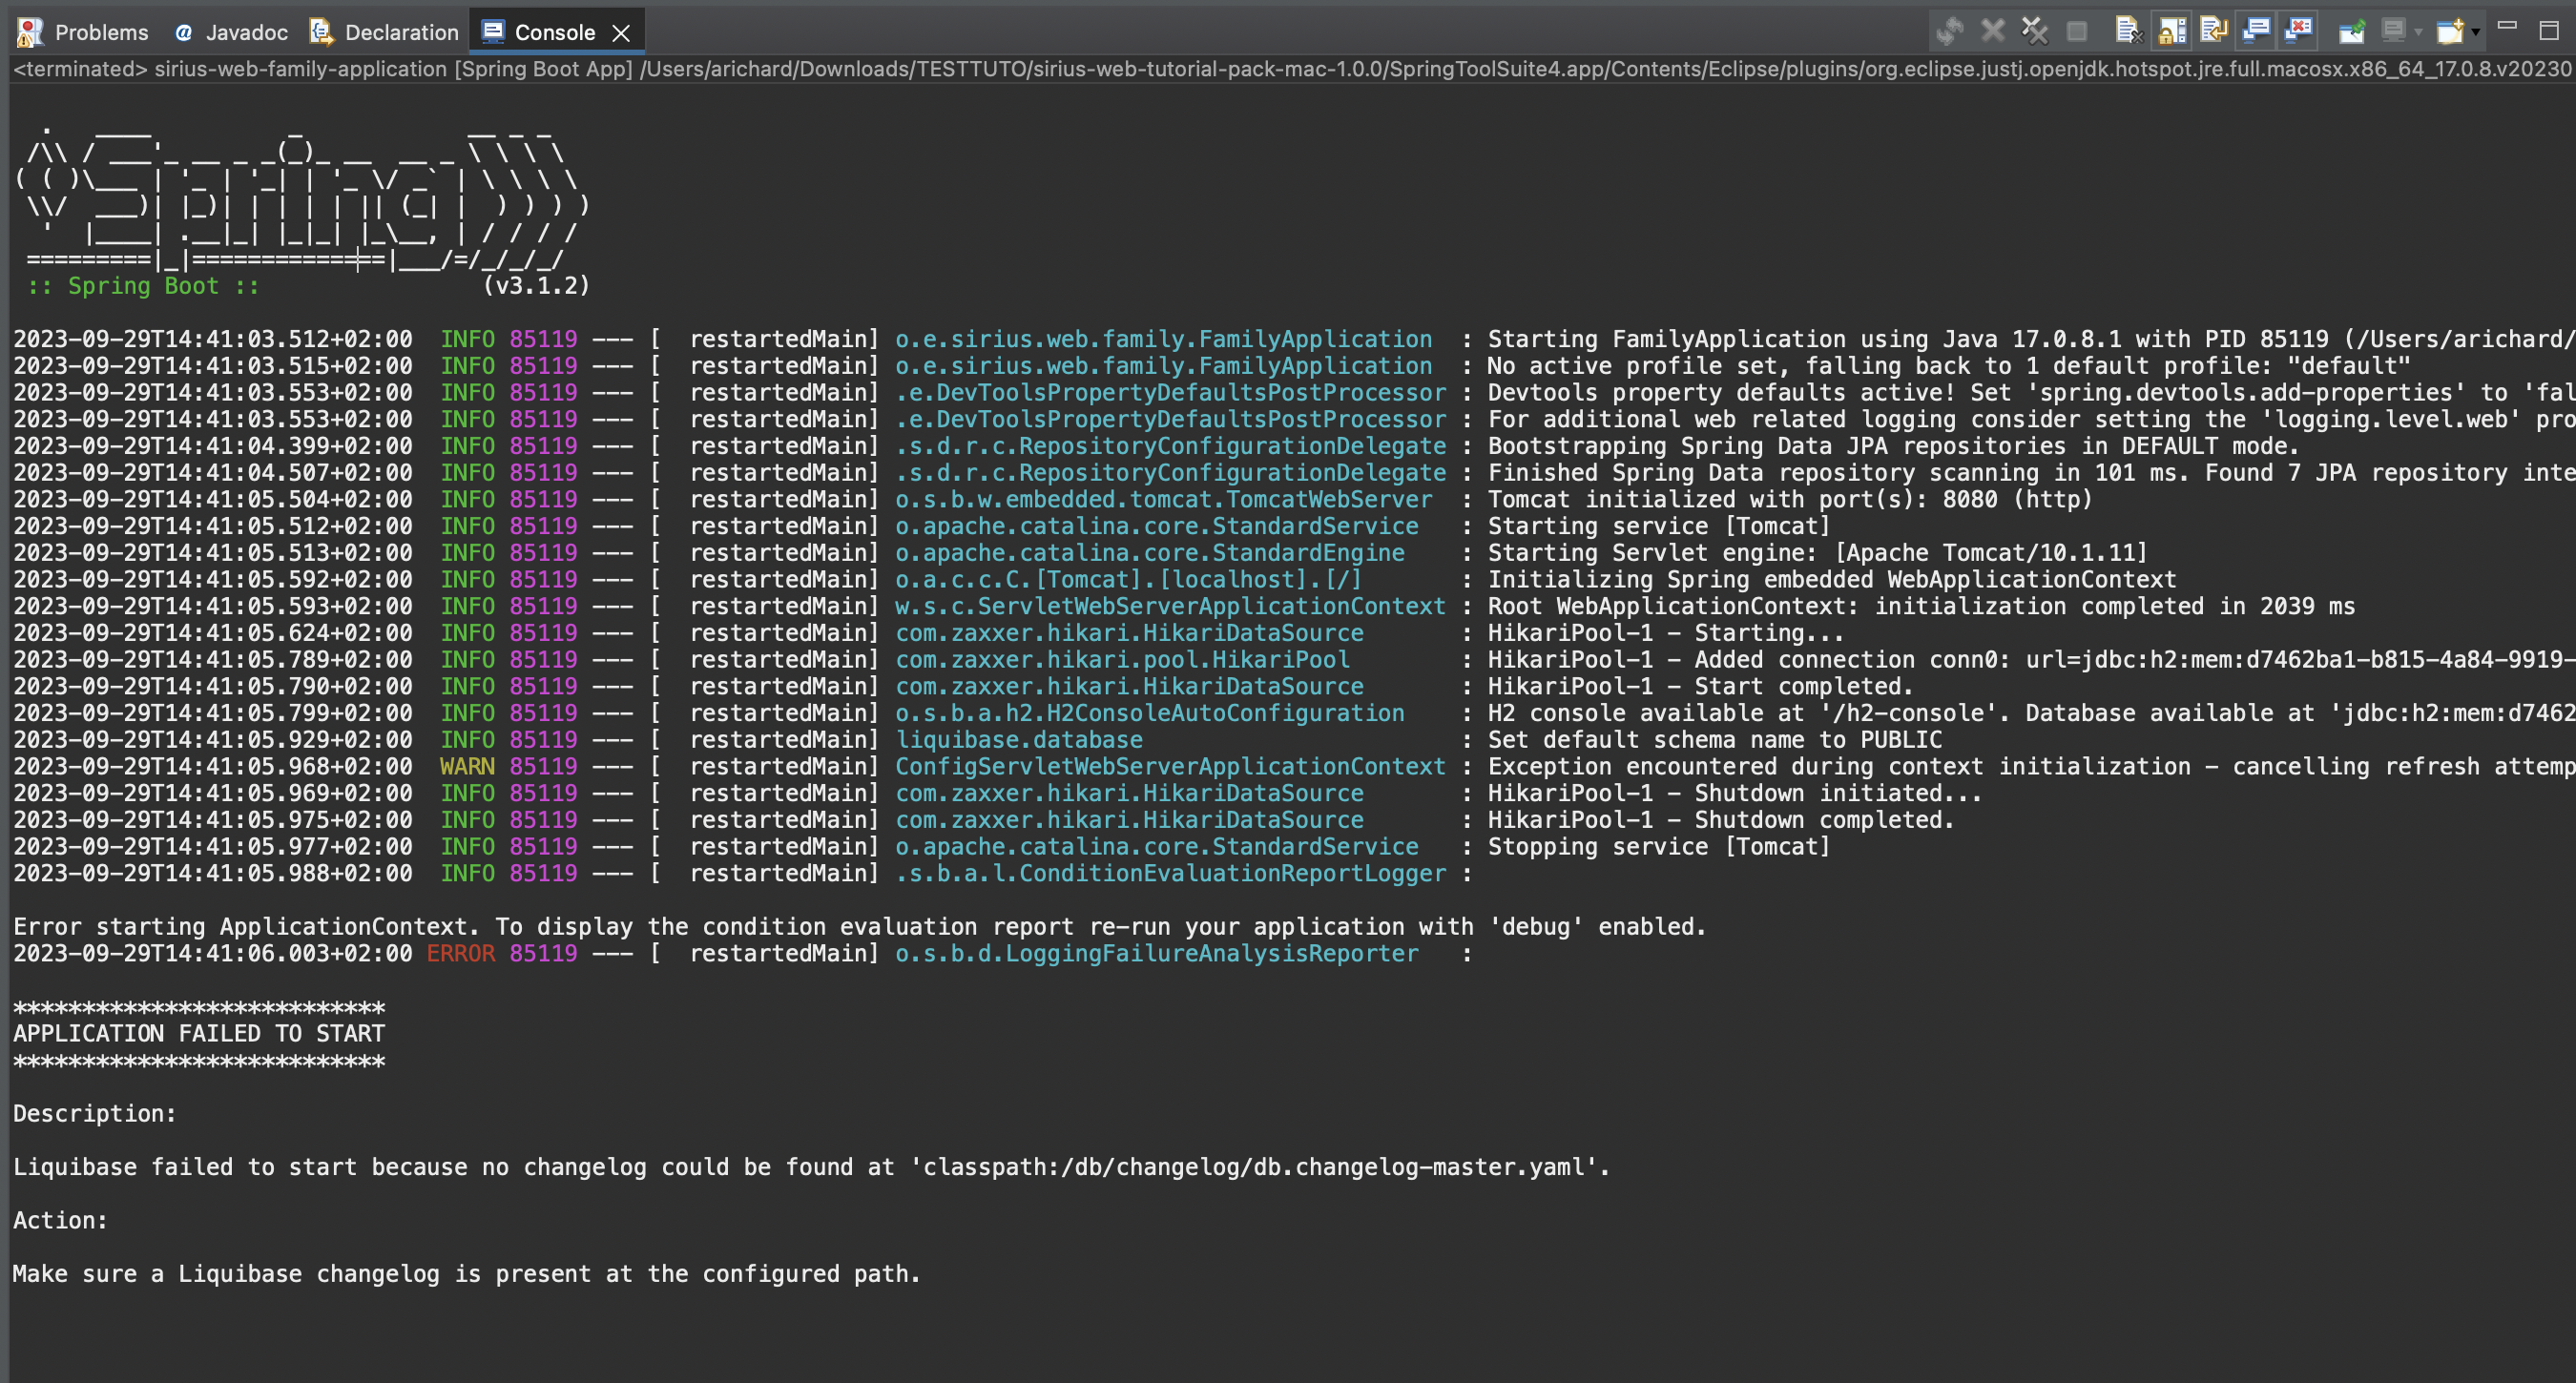 Problems @ Javadoc Declaration Console
<terminated> sirius-web-family-application [Spring Boot App] /Users/arichard/Downloads/TESTTUTO/sirius-web-tutorial-pack-mac-1.0.0/SpringToolSuite4.app/Contents/Eclipse/plugins/org.eclipse.justj.openjdk.hotspot.jre.full.macosx.x86_64_17.0.8.v20230
  .   ____          _            __ _ _
 /\\ / ___'_ __ _ _(_)_ __  __ _ \ \ \ \
( ( )\___ | '_ | '_| | '_ \/ _` | \ \ \ \
 \\/  ___)| |_)| | | | | || (_| |  ) ) ) )
  '  |____| .__|_| |_|_| |_\__, | / / / /
 =========|_|==============|___/=/_/_/_/
 :: Spring Boot ::                (v3.1.2)
2023-09-29T14:41:03.512+02:00  INFO 85119 --- [  restartedMain] o.e.sirius.web.family.FamilyApplication  : Starting FamilyApplication using Java 17.0.8.1 with PID 85119 (/Users/arichard/
2023-09-29T14:41:03.515+02:00  INFO 85119 --- [  restartedMain] o.e.sirius.web.family.FamilyApplication  : No active profile set, falling back to 1 default profile: "default"
2023-09-29T14:41:03.553+02:00  INFO 85119 --- [  restartedMain] .e.DevToolsPropertyDefaultsPostProcessor : Devtools property defaults active! Set 'spring.devtools.add-properties' to 'fal
2023-09-29T14:41:03.553+02:00  INFO 85119 --- [  restartedMain] .e.DevToolsPropertyDefaultsPostProcessor : For additional web related logging consider setting the 'logging.level.web' pro
2023-09-29T14:41:04.399+02:00  INFO 85119 --- [  restartedMain] .s.d.r.c.RepositoryConfigurationDelegate : Bootstrapping Spring Data JPA repositories in DEFAULT mode.
2023-09-29T14:41:04.507+02:00  INFO 85119 --- [  restartedMain] .s.d.r.c.RepositoryConfigurationDelegate : Finished Spring Data repository scanning in 101 ms. Found 7 JPA repository inte
2023-09-29T14:41:05.504+02:00  INFO 85119 --- [  restartedMain] o.s.b.w.embedded.tomcat.TomcatWebServer  : Tomcat initialized with port(s): 8080 (http)
2023-09-29T14:41:05.512+02:00  INFO 85119 --- [  restartedMain] o.apache.catalina.core.StandardService   : Starting service [Tomcat]
2023-09-29T14:41:05.513+02:00  INFO 85119 --- [  restartedMain] o.apache.catalina.core.StandardEngine    : Starting Servlet engine: [Apache Tomcat/10.1.11]
2023-09-29T14:41:05.592+02:00  INFO 85119 --- [  restartedMain] o.a.c.c.C.[Tomcat].[localhost].[/]       : Initializing Spring embedded WebApplicationContext
2023-09-29T14:41:05.593+02:00  INFO 85119 --- [  restartedMain] w.s.c.ServletWebServerApplicationContext : Root WebApplicationContext: initialization completed in 2039 ms
2023-09-29T14:41:05.624+02:00  INFO 85119 --- [  restartedMain] com.zaxxer.hikari.HikariDataSource       : HikariPool-1 - Starting...
2023-09-29T14:41:05.789+02:00  INFO 85119 --- [  restartedMain] com.zaxxer.hikari.pool.HikariPool        : HikariPool-1 - Added connection conn0: url=jdbc:h2:mem:d7462ba1-b815-4a84-9919-
2023-09-29T14:41:05.790+02:00  INFO 85119 --- [  restartedMain] com.zaxxer.hikari.HikariDataSource       : HikariPool-1 - Start completed.
2023-09-29T14:41:05.799+02:00  INFO 85119 --- [  restartedMain] o.s.b.a.h2.H2ConsoleAutoConfiguration    : H2 console available at '/h2-console'. Database available at 'jdbc:h2:mem:d7462
2023-09-29T14:41:05.929+02:00  INFO 85119 --- [  restartedMain] liquibase.database                       : Set default schema name to PUBLIC
2023-09-29T14:41:05.968+02:00  WARN 85119 --- [  restartedMain] ConfigServletWebServerApplicationContext : Exception encountered during context initialization - cancelling refresh attemp
2023-09-29T14:41:05.969+02:00  INFO 85119 --- [  restartedMain] com.zaxxer.hikari.HikariDataSource       : HikariPool-1 - Shutdown initiated...
2023-09-29T14:41:05.975+02:00  INFO 85119 --- [  restartedMain] com.zaxxer.hikari.HikariDataSource       : HikariPool-1 - Shutdown completed.
2023-09-29T14:41:05.977+02:00  INFO 85119 --- [  restartedMain] o.apache.catalina.core.StandardService   : Stopping service [Tomcat]
2023-09-29T14:41:05.988+02:00  INFO 85119 --- [  restartedMain] .s.b.a.l.ConditionEvaluationReportLogger :
Error starting ApplicationContext. To display the condition evaluation report re-run your application with 'debug' enabled.
2023-09-29T14:41:06.003+02:00 ERROR 85119 --- [  restartedMain] o.s.b.d.LoggingFailureAnalysisReporter   :
***************************
APPLICATION FAILED TO START
***************************
Description:
Liquibase failed to start because no changelog could be found at 'classpath:/db/changelog/db.changelog-master.yaml'.
Action:
Make sure a Liquibase changelog is present at the configured path.